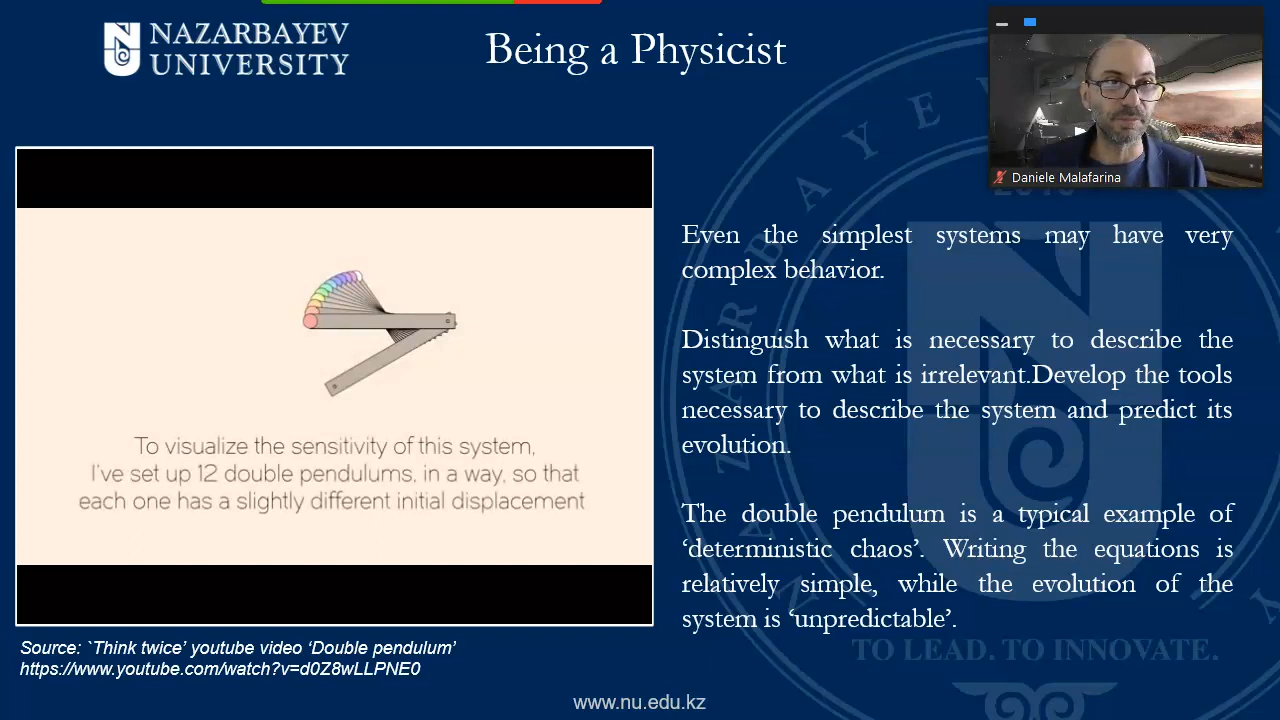 NAZARBAYEV
UNIVERSITY
Being a Physicist
Daniele Malafarina
Even the simplest systems may have very
complex behavior.
Distinguish what is necessary to describe the
system from what is irrelevant.Develop the tools
necessary to describe the system and predict its
evolution.
The double pendulum is a typical example of
‘deterministic chaos’. Writing the equations is
relatively simple, while the evolution of the
system is ‘unpredictable’.
To visualize the sensitivity of this system,
I've set up 12 double pendulums, in a way, so that
each one has a slightly different initial displacement
Source: `Think twice’ youtube video ‘Double pendulum’
https://www.youtube.com/watch?v=d0Z8wLLPNE0
TO LEAD. TO INNOVATE.
www.nu.edu.kz